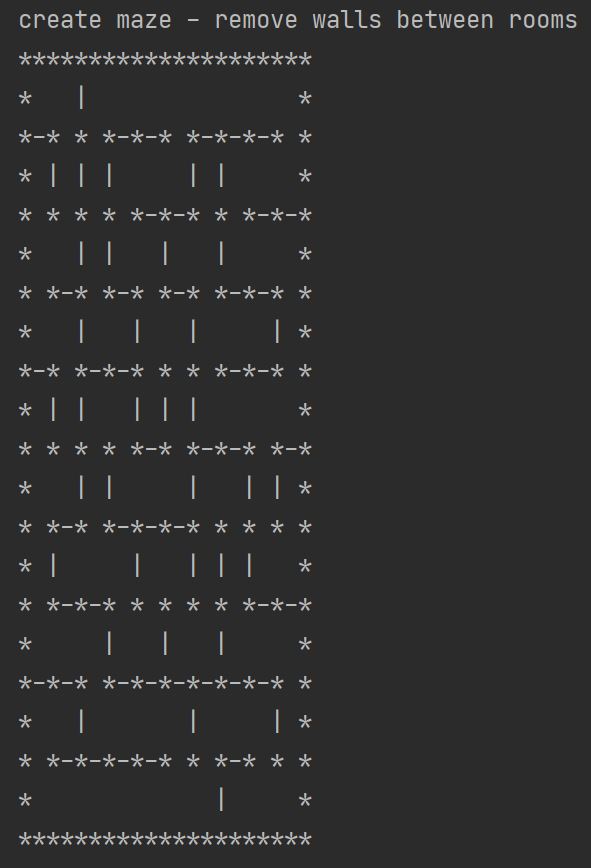 create maze - remove walls between rooms
*********************
*   |               *
*-* * *-*-* *-*-*-* *
* | | |     | |     *
* * * * *-*-* * *-*-*
*   | |   |   |     *
* *-* *-* *-* *-*-* *
*   |   |   |     | *
*-* *-*-* * * *-*-* *
* | |   | | |       *
* * * * *-* *-*-* *-*
*   | |     |   | | *
* *-* *-*-*-* * * * *
* |     |   | | |   *
* *-*-* * * * * *-*-*
*     |   |   |     *
*-*-* *-*-*-*-*-*-* *
*   |       |     | *
* *-*-*-*-* * *-* * *
*             |     *
*********************